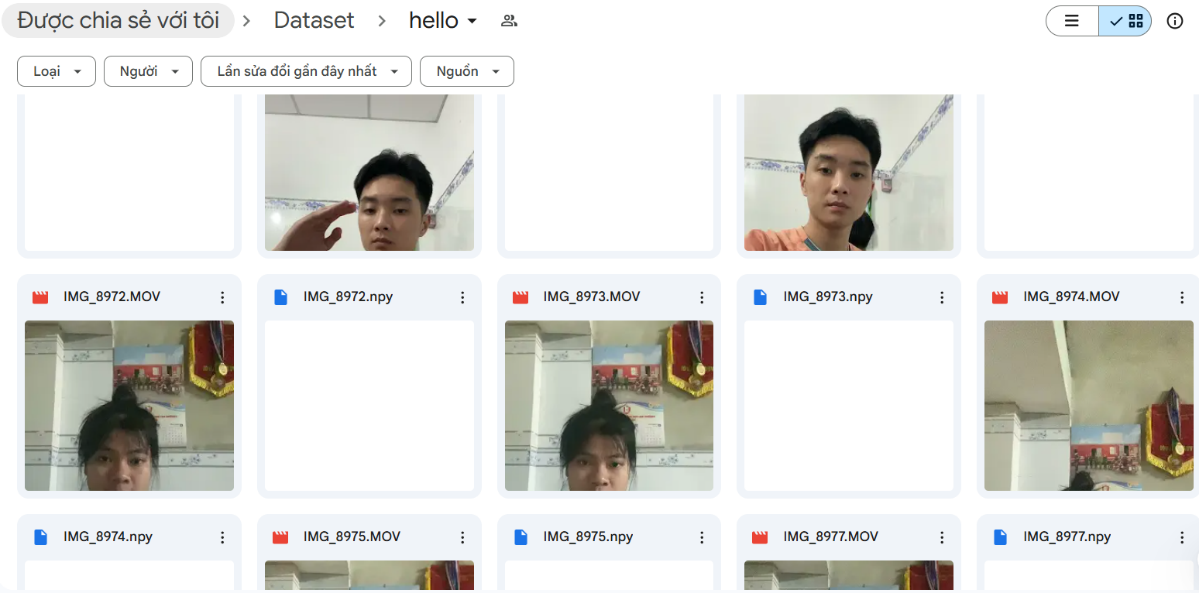 Được chia sẻ với tôi > Dataset > hello
Loại Người Lần sửa đổi gần đây nhất Nguồn
IMG_8972.MOV IMG_8972.npy IMG_8973.MOV IMG_8973.npy IMG_8974.MOV
IMG_8974.npy IMG_8975.MOV IMG_8975.npy IMG_8977.MOV IMG_8977.npy